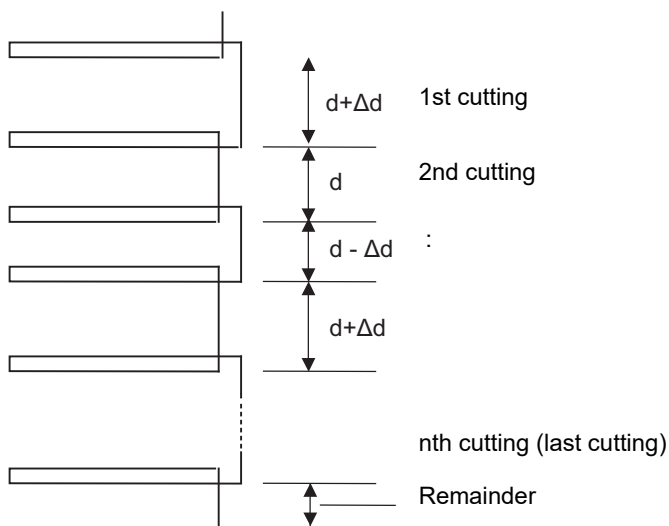 d+Δd
1st cutting
d
2nd cutting
d - Δd
:
d+Δd
nth cutting (last cutting)
Remainder